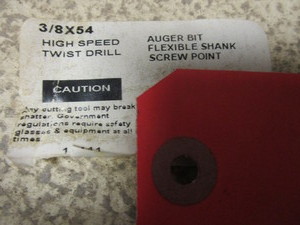 3/8X54
HIGH SPEED
TWIST DRILL
AUGER BIT
FLEXIBLE SHANK
SCREW POINT
CAUTION
Any cutting tool may break
shatter. Government
regulations require safety
glasses & equipment at all
times